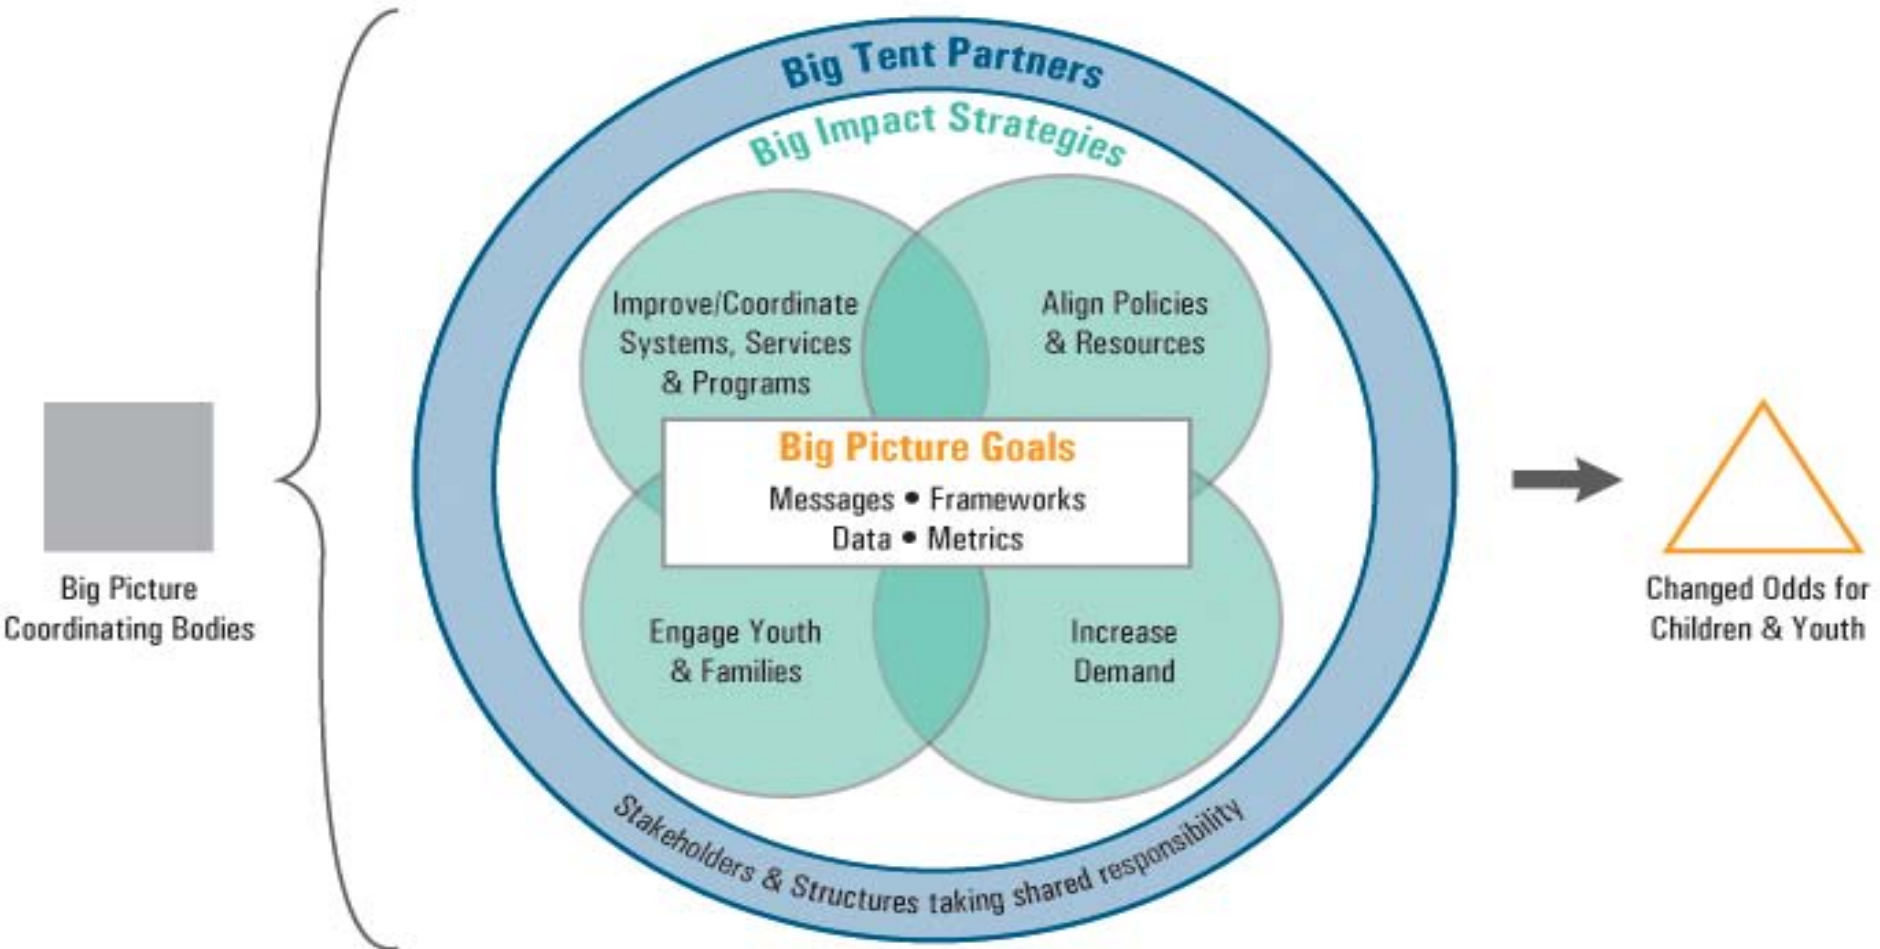 Big Tent Partners
Big Impact Strategies
Improve/Coordinate
Systems, Services
& Programs
Align Policies
& Resources
Big Picture Goals
Messages • Frameworks
Data • Metrics
Engage Youth
& Families
Increase
Demand
Stakeholders & Structures taking shared responsibility
Big Picture
Coordinating Bodies
Changed Odds for
Children & Youth